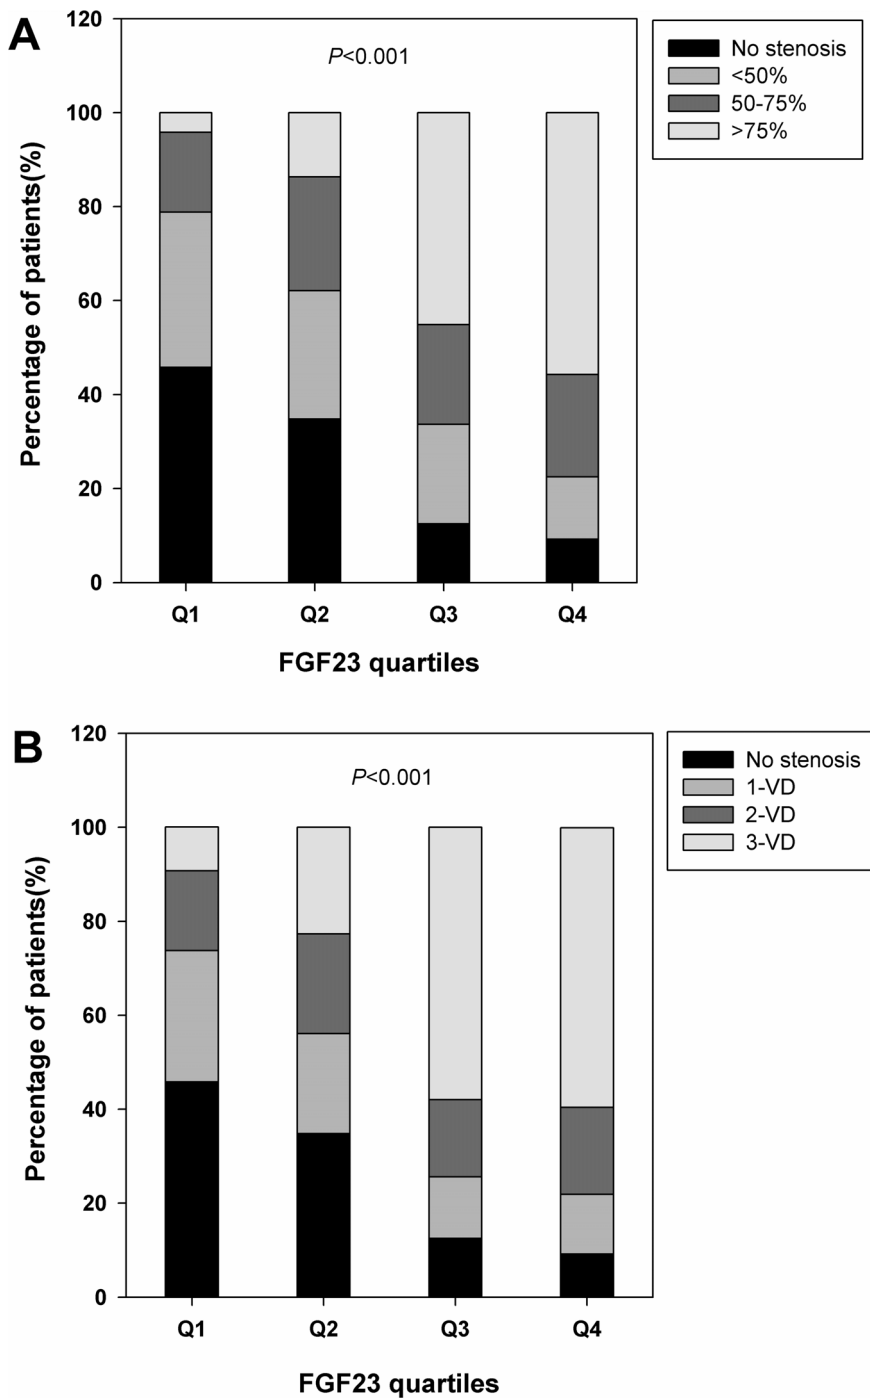 A
P<0.001
No stenosis
<50%
50-75%
>75%
120
100
80
60
40
20
0
Percentage of patients(%)
Q1 Q2 Q3 Q4
FGF23 quartiles
B
P<0.001
No stenosis
1-VD
2-VD
3-VD
120
100
80
60
40
20
0
Percentage of patients(%)
Q1 Q2 Q3 Q4
FGF23 quartiles